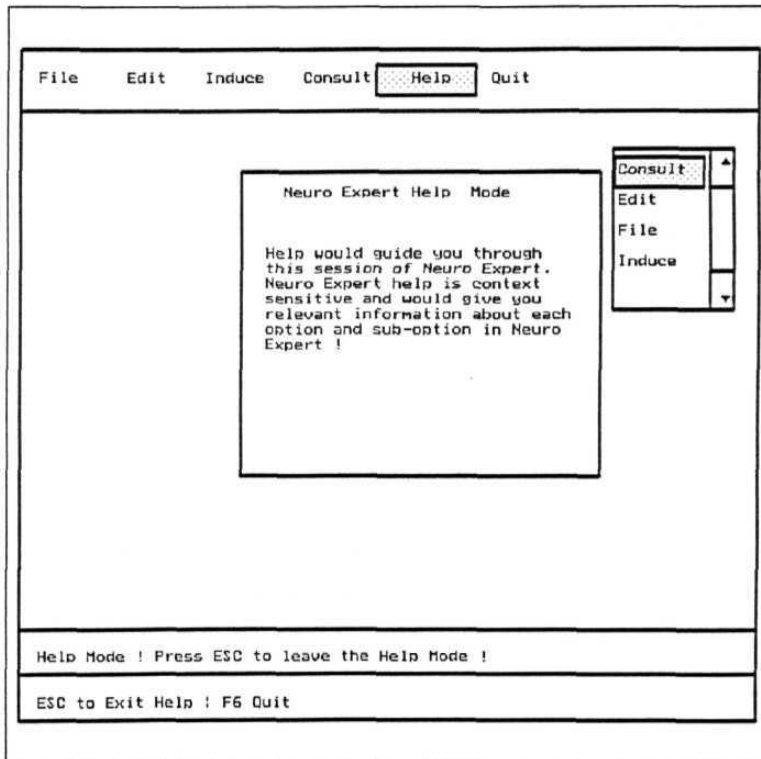 File Edit Induce Consult Help Quit
Consult
Edit
File
Induce
Neuro Expert Help Mode
Help would guide you through
this session of Neuro Expert.
Neuro Expert help is context
sensitive and would give you
relevant information about each
option and sub-option in Neuro
Expert !
Help Mode ! Press ESC to leave the Help Mode !
ESC to Exit Help ¦ F6 Quit